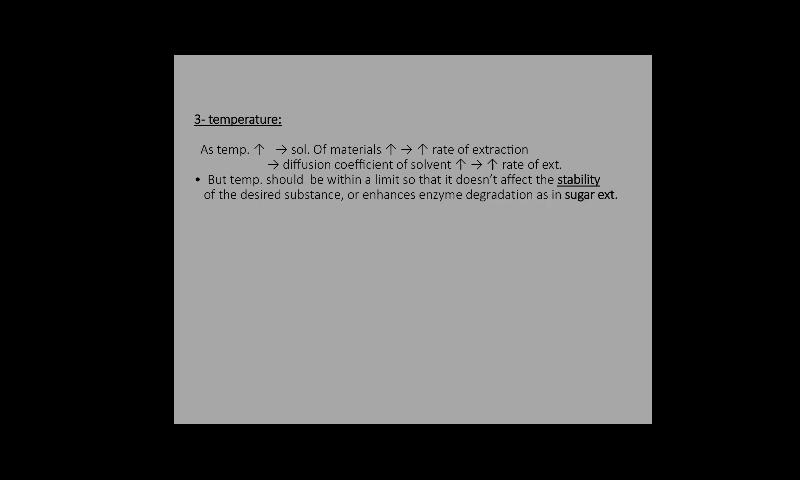 3- temperature:
As temp. ↑ → sol. Of materials ↑ → ↑ rate of extraction
→ diffusion coefficient of solvent ↑ → ↑ rate of ext.
• But temp. should be within a limit so that it doesn't affect the stability
of the desired substance, or enhances enzyme degradation as in sugar ext.